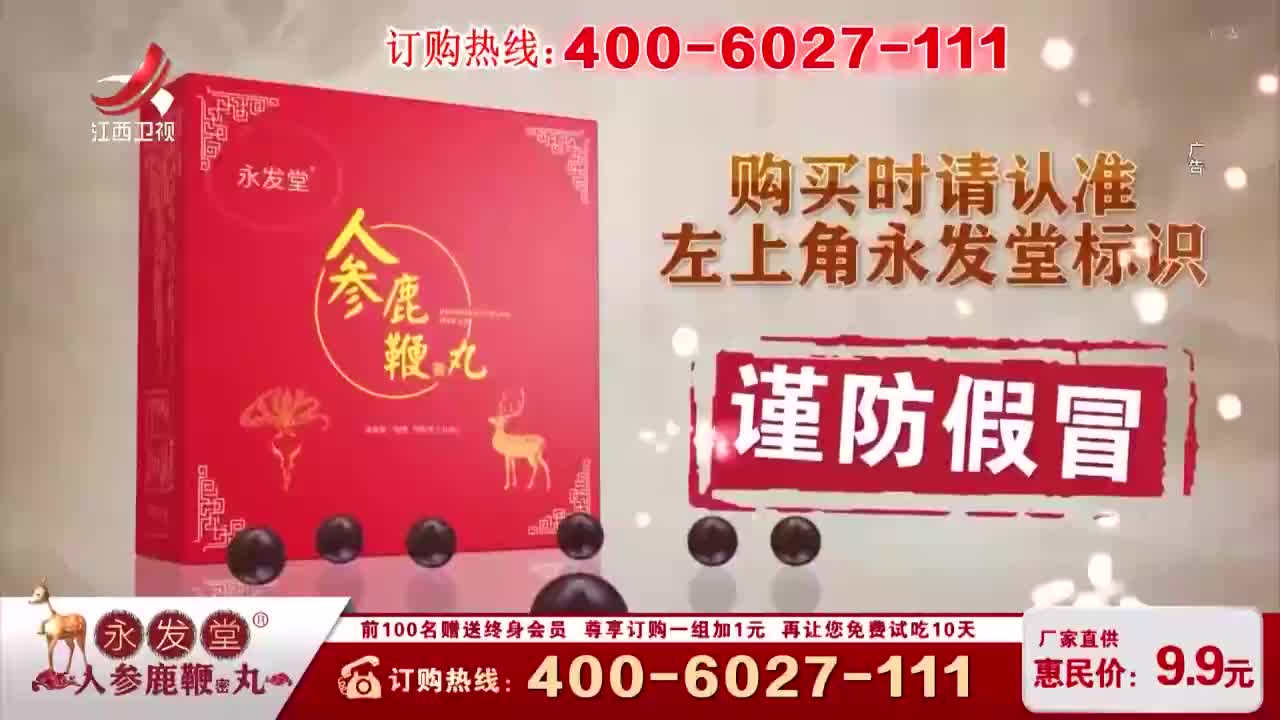 订购热线：400-6027-111
江西卫视
广告
永发堂
人参鹿鞭密丸
购买时请认准
左上角永发堂标识
谨防假冒
永发堂®
人参鹿鞭密丸
前100名赠送终身会员 尊享订购一组加1元 再让您免费试吃10天
订购热线：400-6027-111
厂家直供
惠民价：9.9元